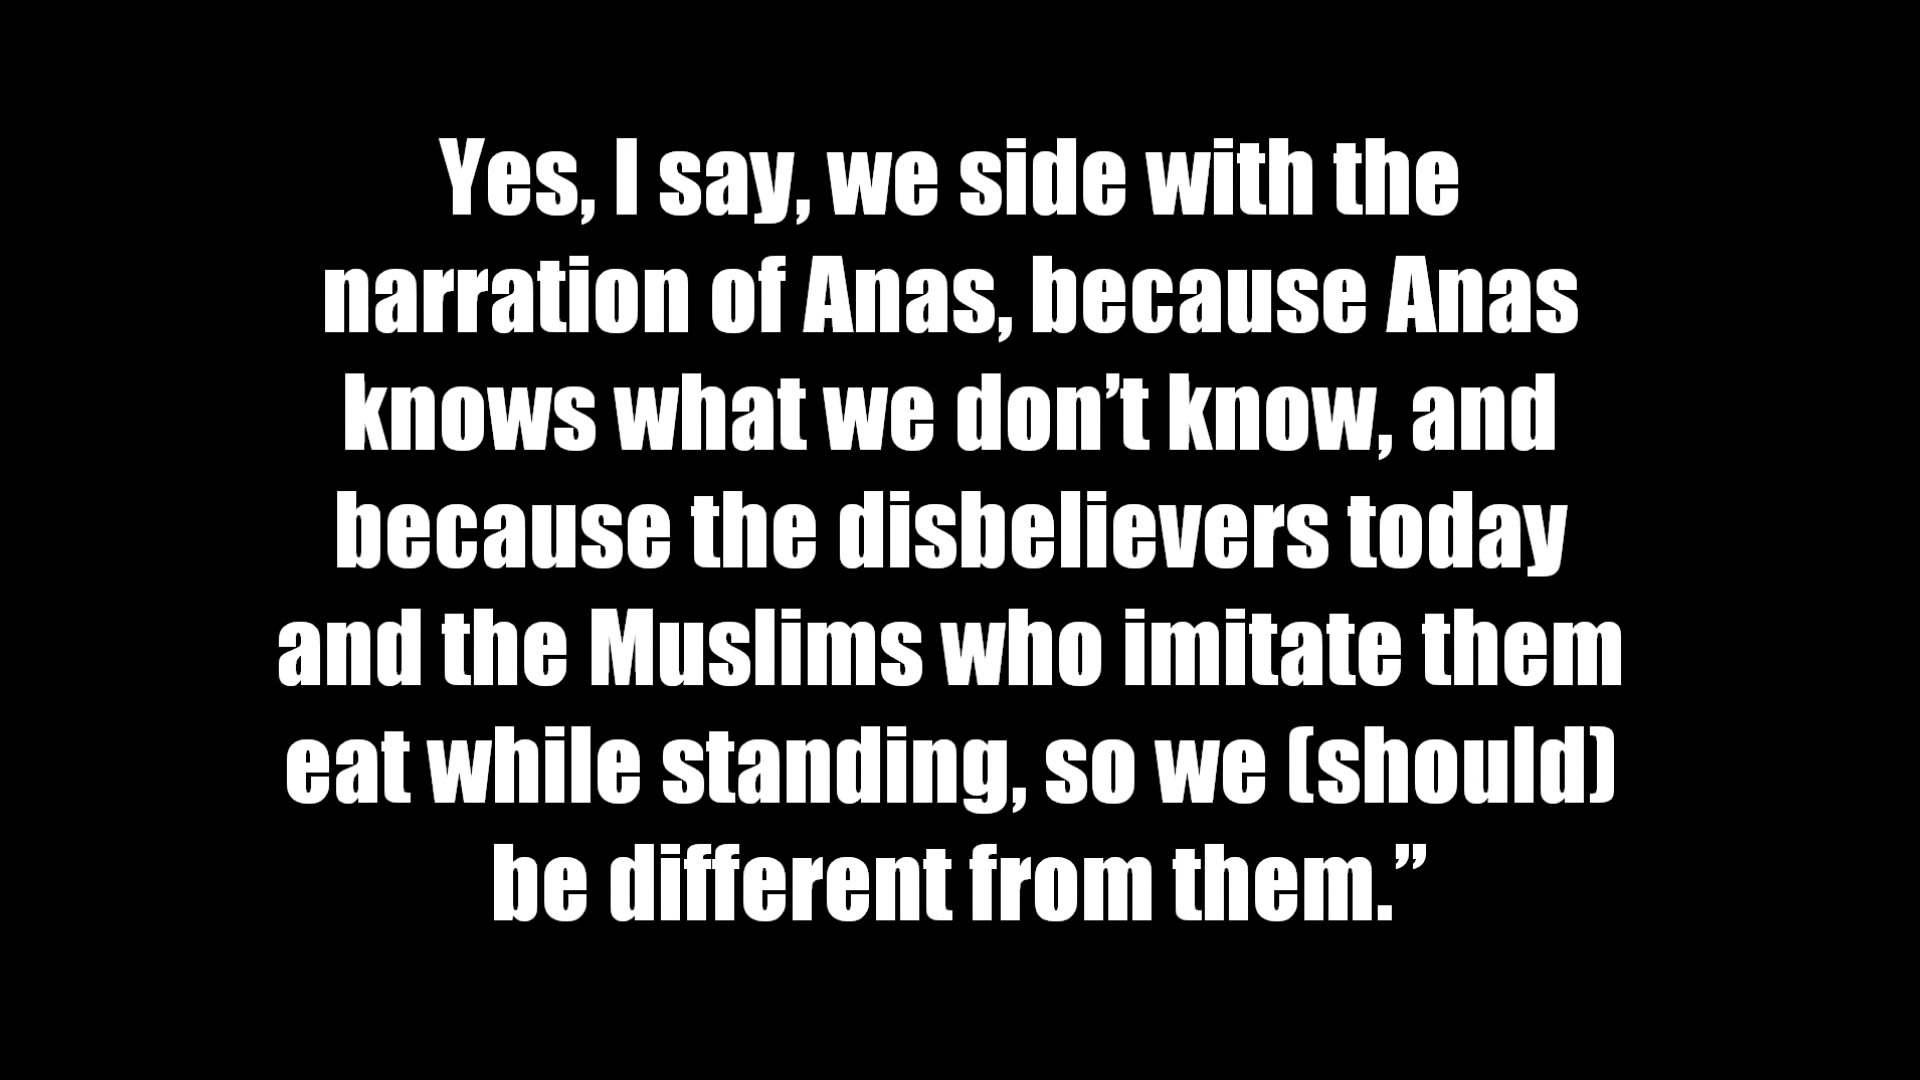 Yes, I say, we side with the
narration of Anas, because Anas
knows what we don’t know, and
because the disbelievers today
and the Muslims who imitate them
eat while standing, so we (should)
be different from them.”